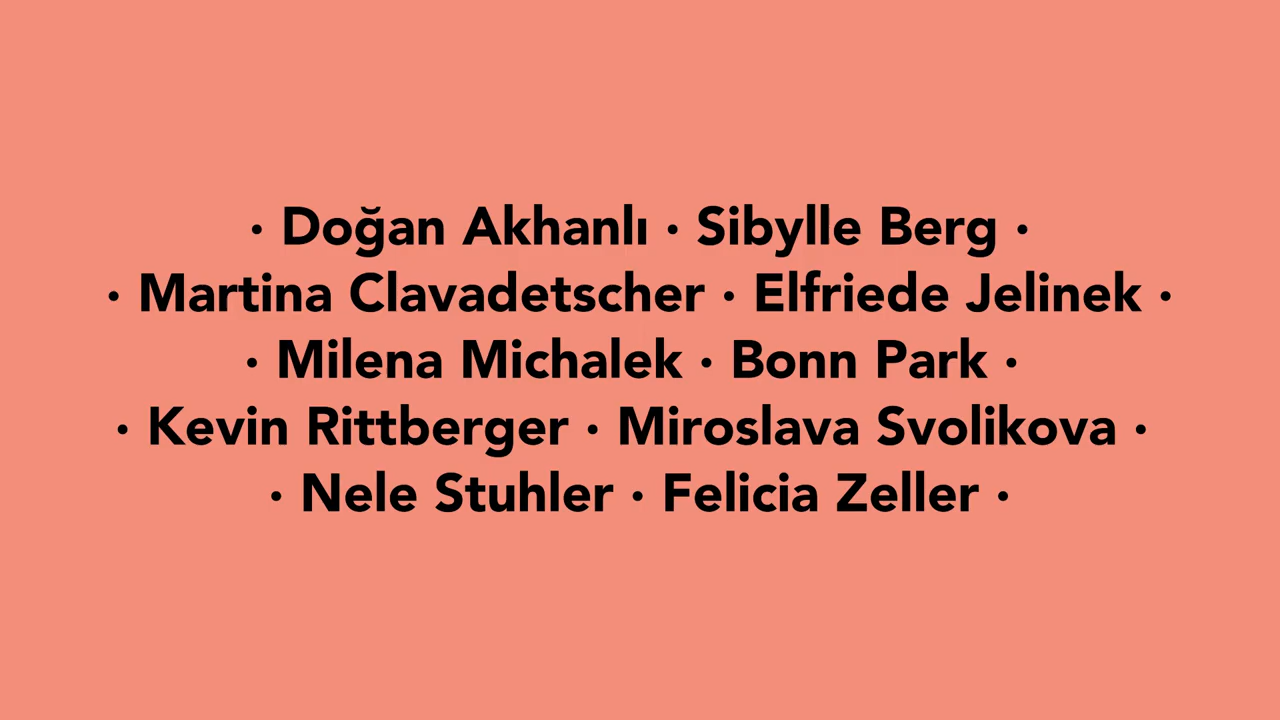 · Doğan Akhanlı · Sibylle Berg ·
· Martina Clavadetscher · Elfriede Jelinek ·
· Milena Michalek · Bonn Park ·
· Kevin Rittberger · Miroslava Svolikova ·
· Nele Stuhler · Felicia Zeller ·